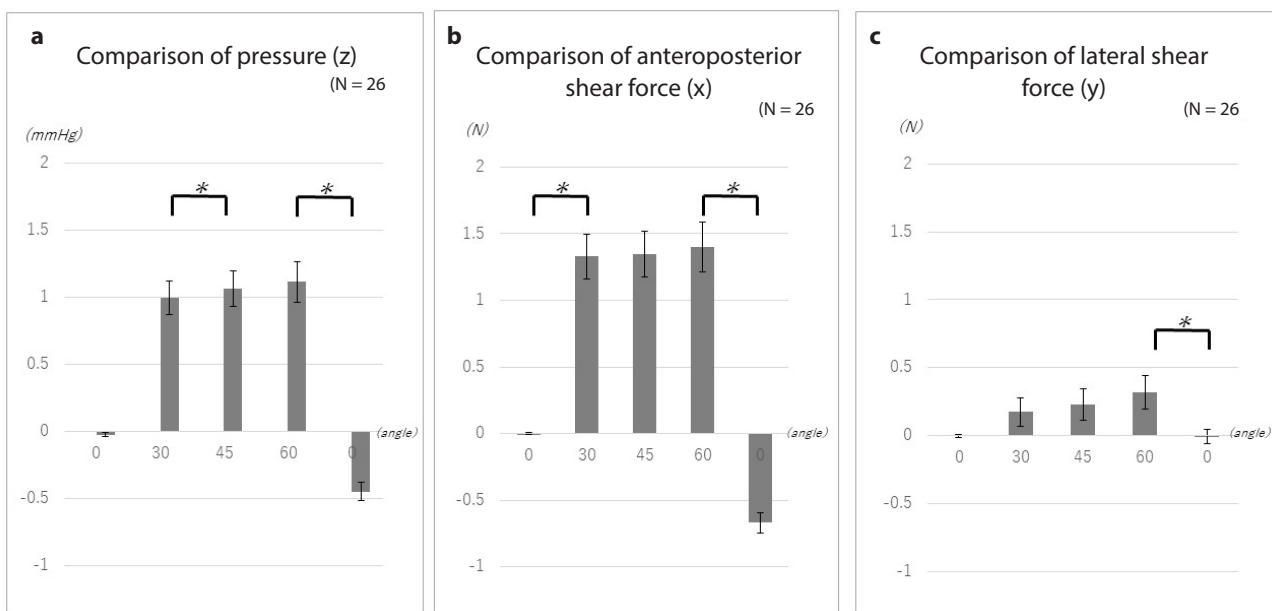 a
Comparison of pressure (z)
(N = 26
(mmHg)
2
* *
1.5
1
0.5
0
(angle)
0 30 45 60 0
-0.5
-1
b
Comparison of anteroposterior
shear force (x)
(N = 26
(N)
2
* *
1.5
1
0.5
0
(angle)
0 30 45 60 0
-0.5
-1
c
Comparison of lateral shear
force (y)
(N = 26
(N)
2
1.5
1
*
0.5
0
(angle)
0 30 45 60 0
-0.5
-1